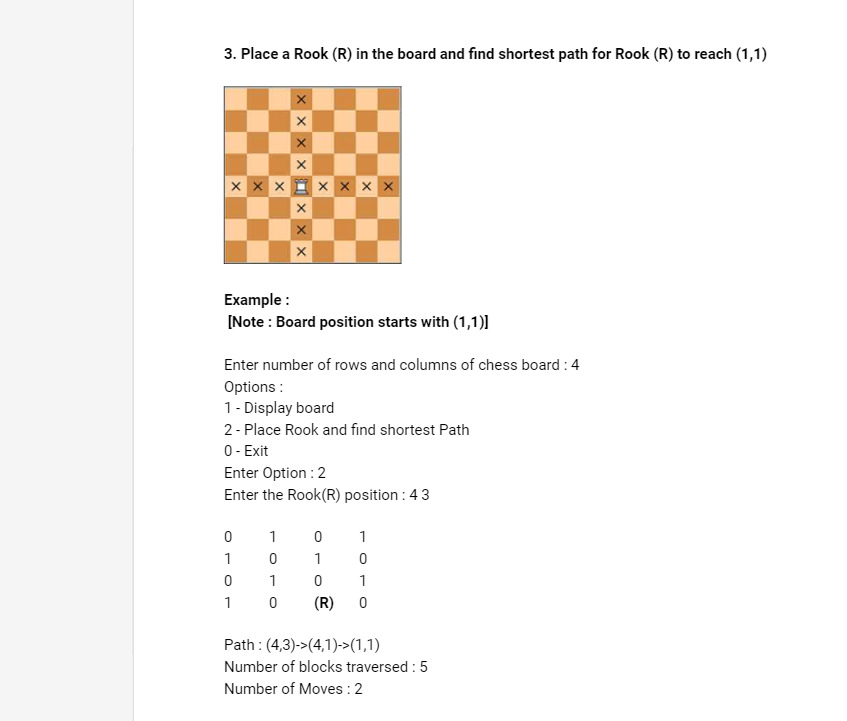 3. Place a Rook (R) in the board and find shortest path for Rook (R) to reach (1,1)
Example :
[Note : Board position starts with (1,1)]
Enter number of rows and columns of chess board : 4
Options :
1 - Display board
2 - Place Rook and find shortest Path
0 - Exit
Enter Option : 2
Enter the Rook(R) position : 4 3
0 1 0 1
1 0 1 0
0 1 0 1
1 0 (R) 0
Path : (4,3)->(4,1)->(1,1)
Number of blocks traversed : 5
Number of Moves : 2